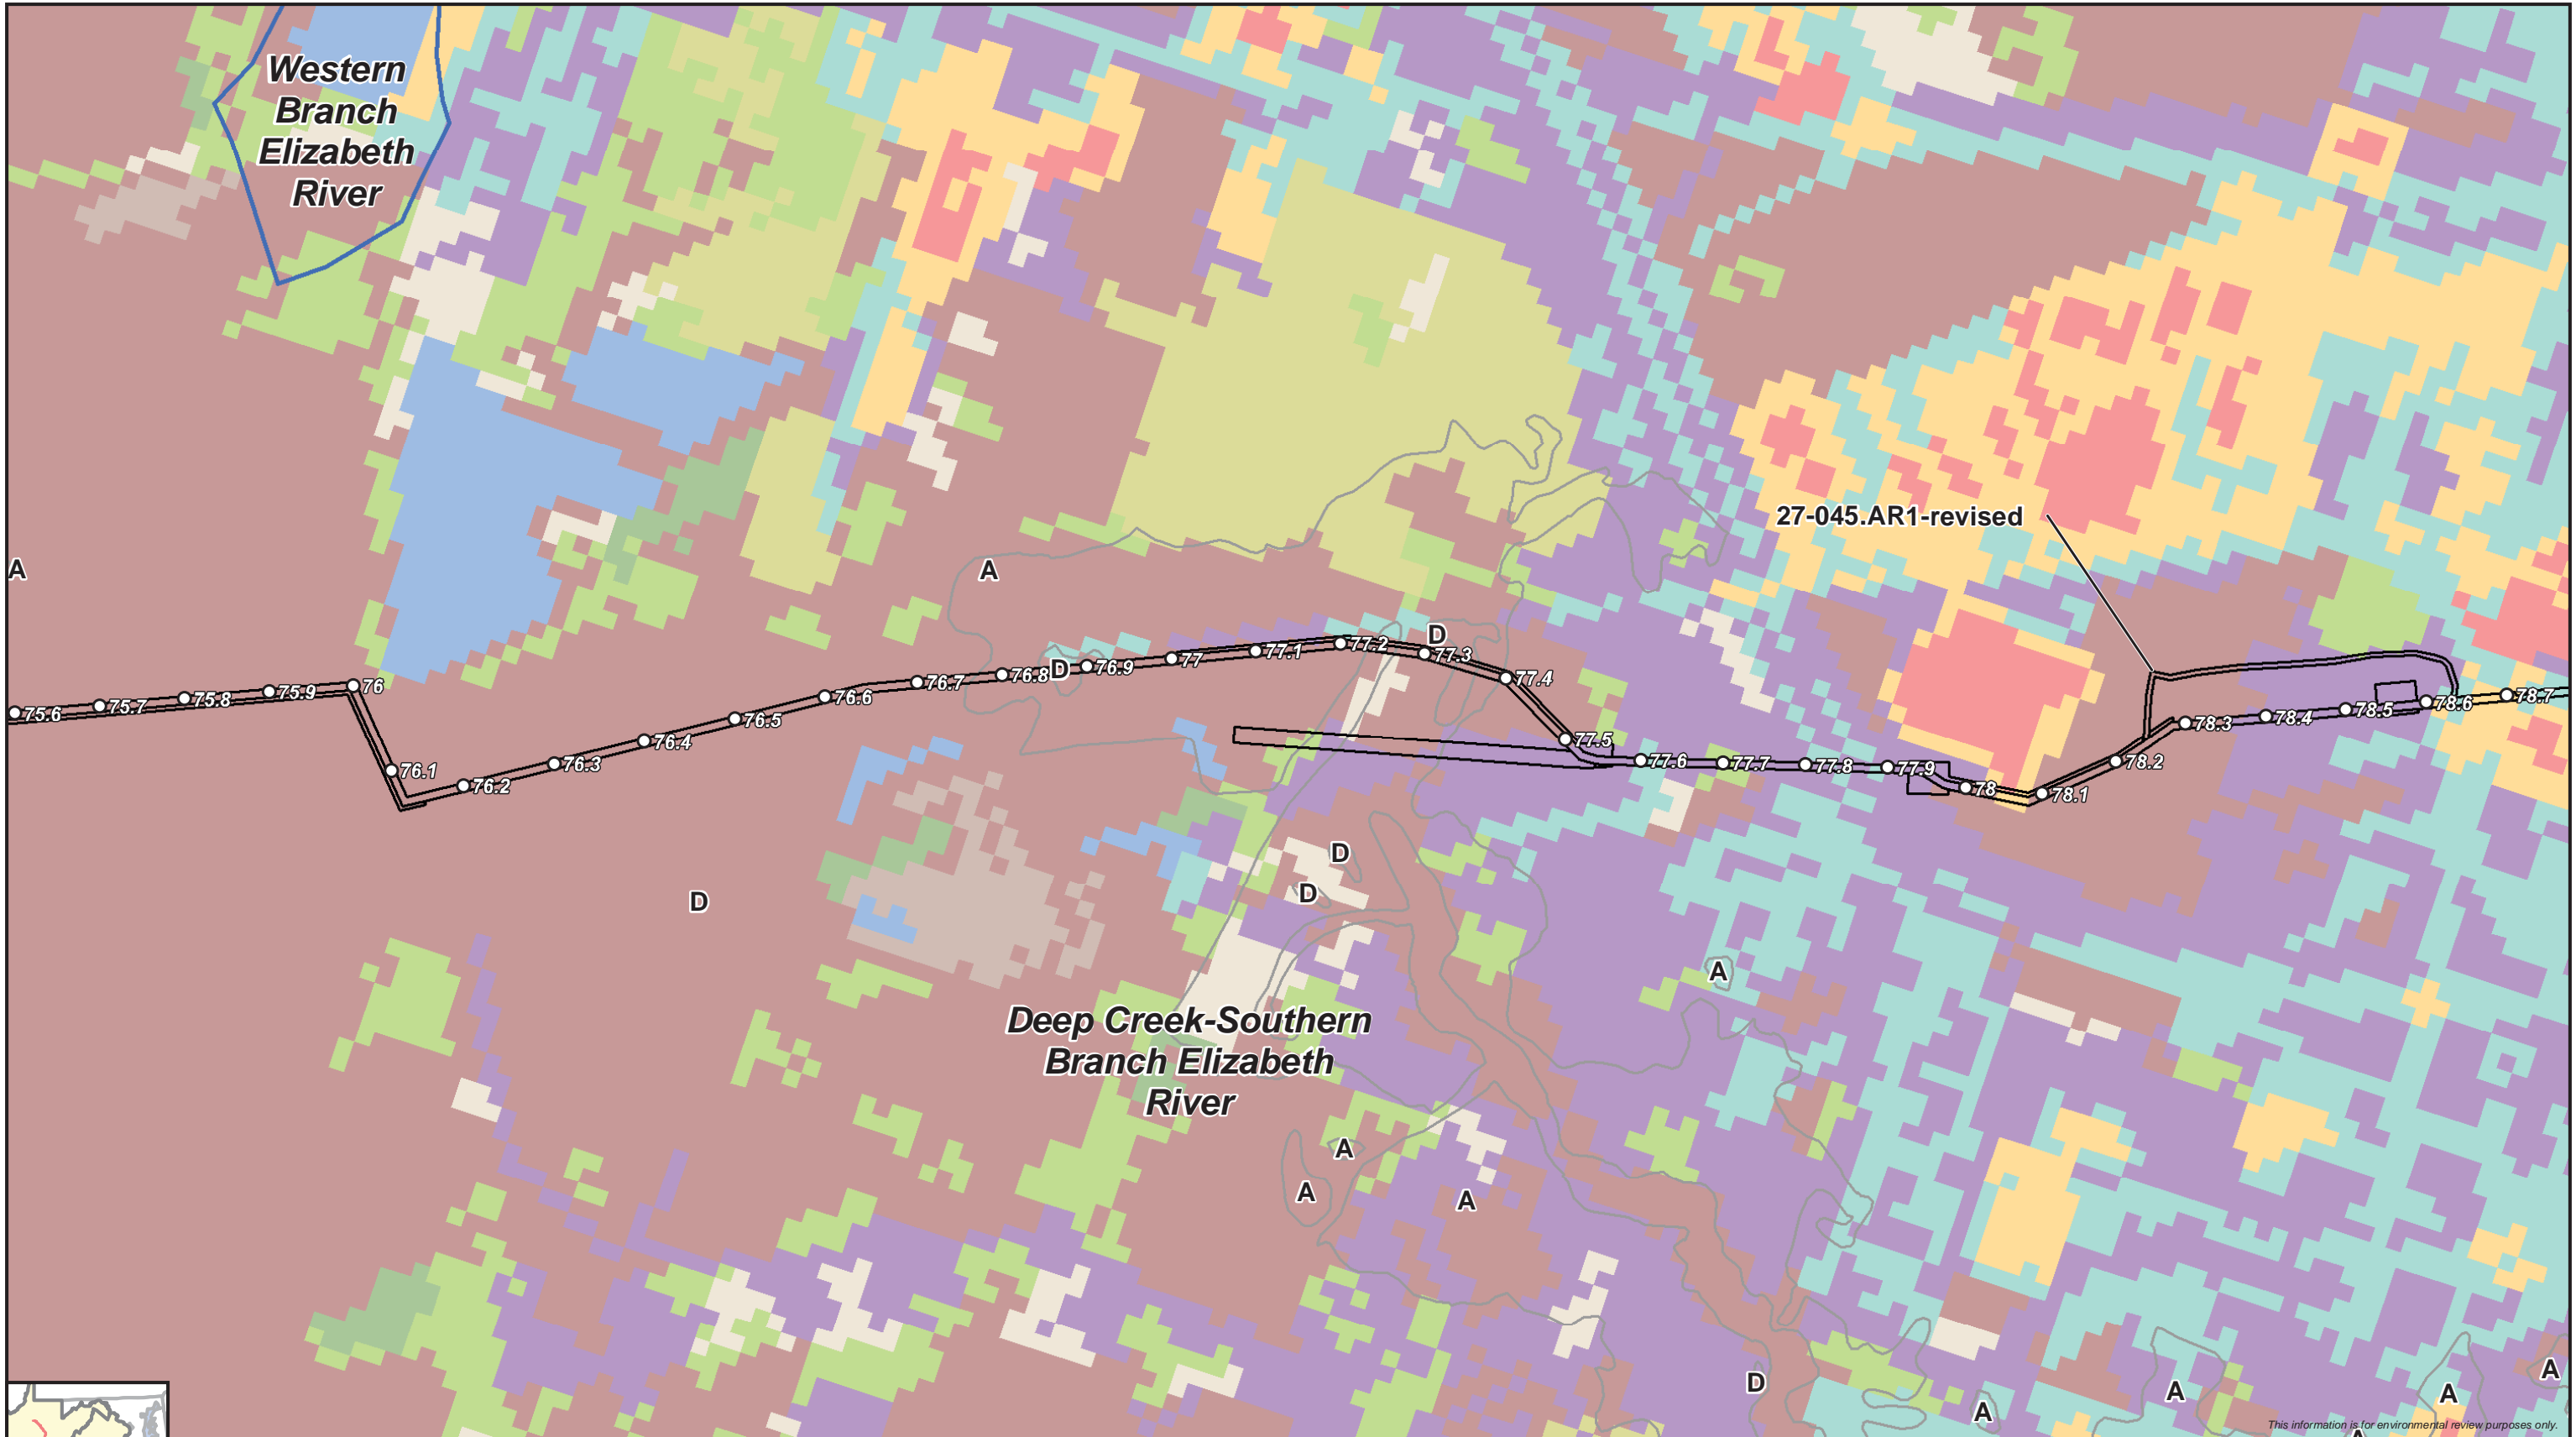 Western
Branch
Elizabeth
River
27-045.AR1-revised
A
A
D
D
75.6
75.7
75.8
75.9
76
76.1
76.2
76.3
76.4
76.5
76.6
76.7
76.8
76.9
77
77.1
77.2
77.3
77.4
77.5
77.6
77.7
77.8
77.9
78
78.1
78.2
78.3
78.4
78.5
78.6
78.7
D
D
D
A
Deep Creek-Southern
Branch Elizabeth
River
A
A
A
D
A
A
A
A
A
This information is for environmental review purposes only.